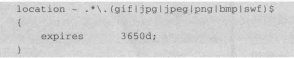 location ~ .*\.(gif|jpg|jpeg|png|bmp|swf)$
{
    expires      3650d;
}